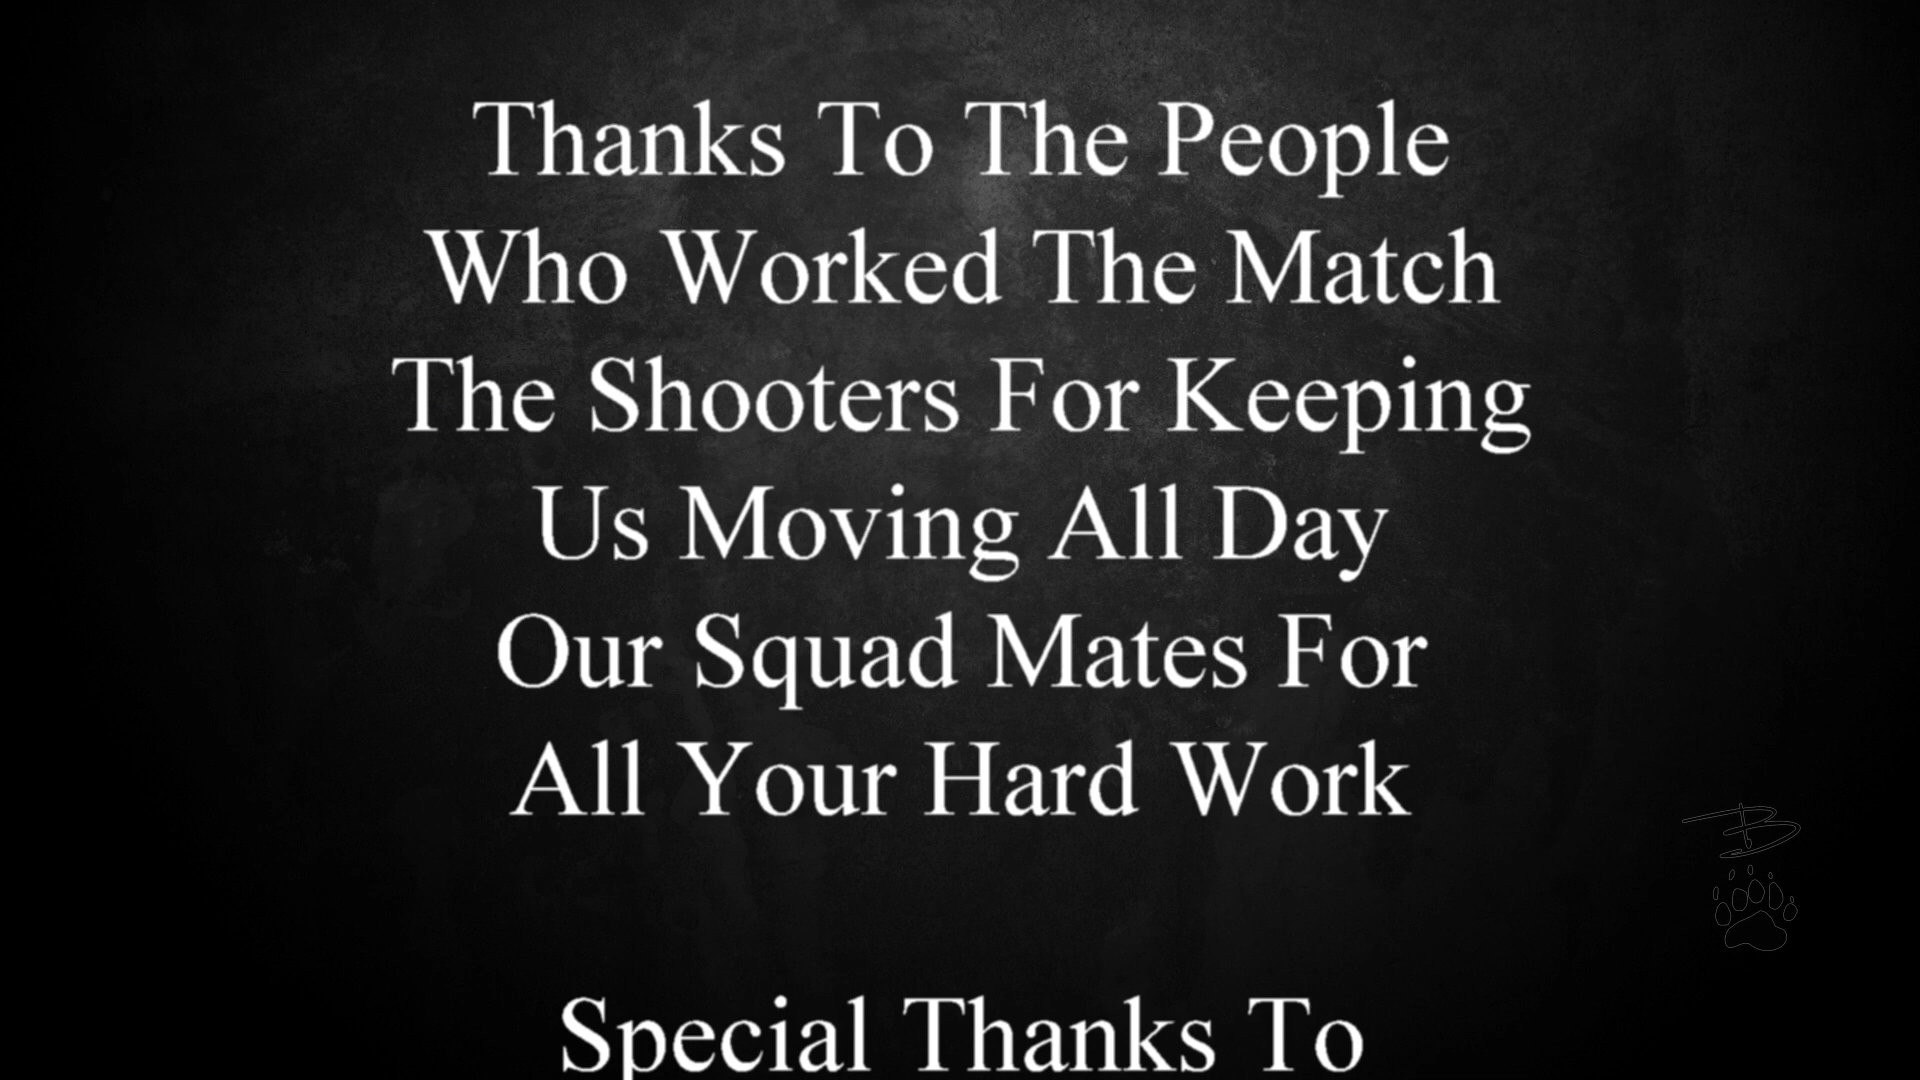 Thanks To The People
Who Worked The Match
The Shooters For Keeping
Us Moving All Day
Our Squad Mates For
All Your Hard Work
Special Thanks To
B